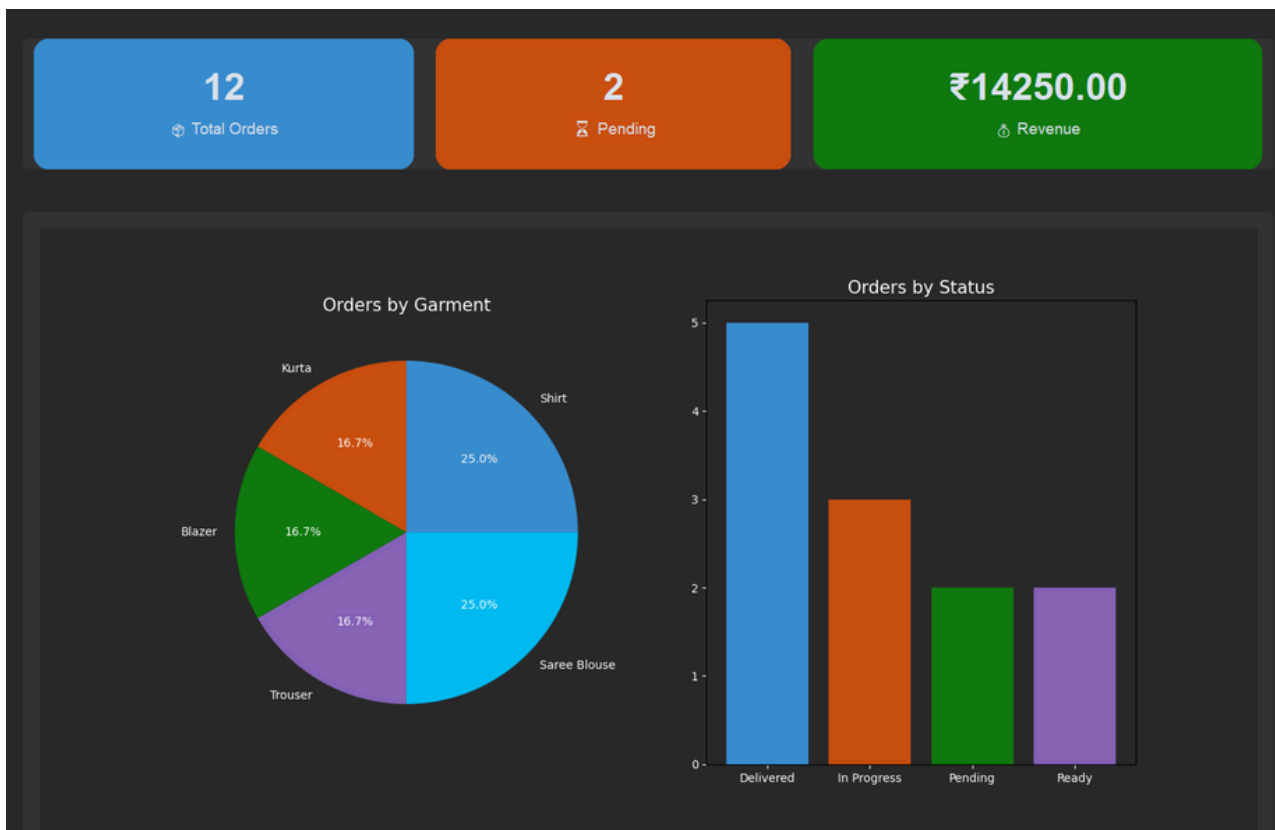 12
Total Orders
2
Pending
₹14250.00
Revenue
Orders by Garment
Kurta
Shirt
16.7%
25.0%
Blazer
16.7%
16.7%
25.0%
Saree Blouse
Trouser
Orders by Status
5
4
3
2
1
0
Delivered
In Progress
Pending
Ready